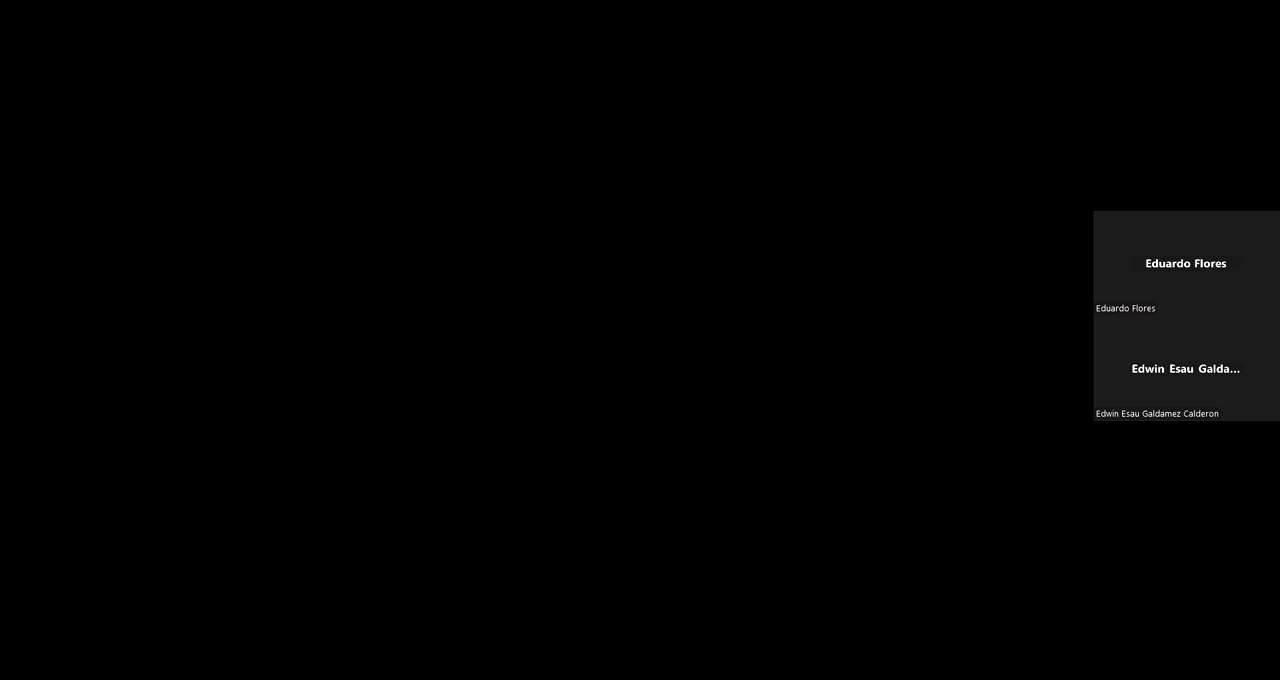 Eduardo Flores
Eduardo Flores
Edwin Esau Galda...
Edwin Esau Galdamez Calderon